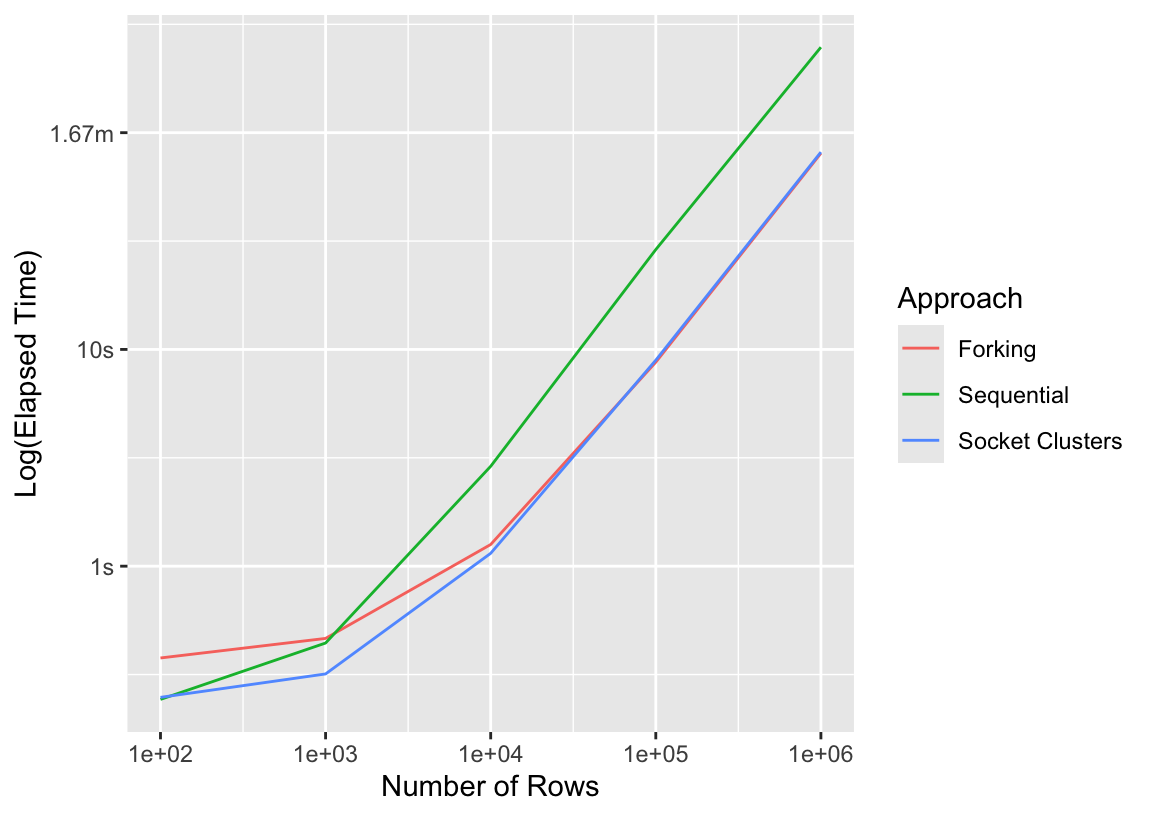 1.67m
10s
1s
Log(Elapsed Time)
1e+02 1e+03 1e+04 1e+05 1e+06
Number of Rows
Approach
Forking
Sequential
Socket Clusters